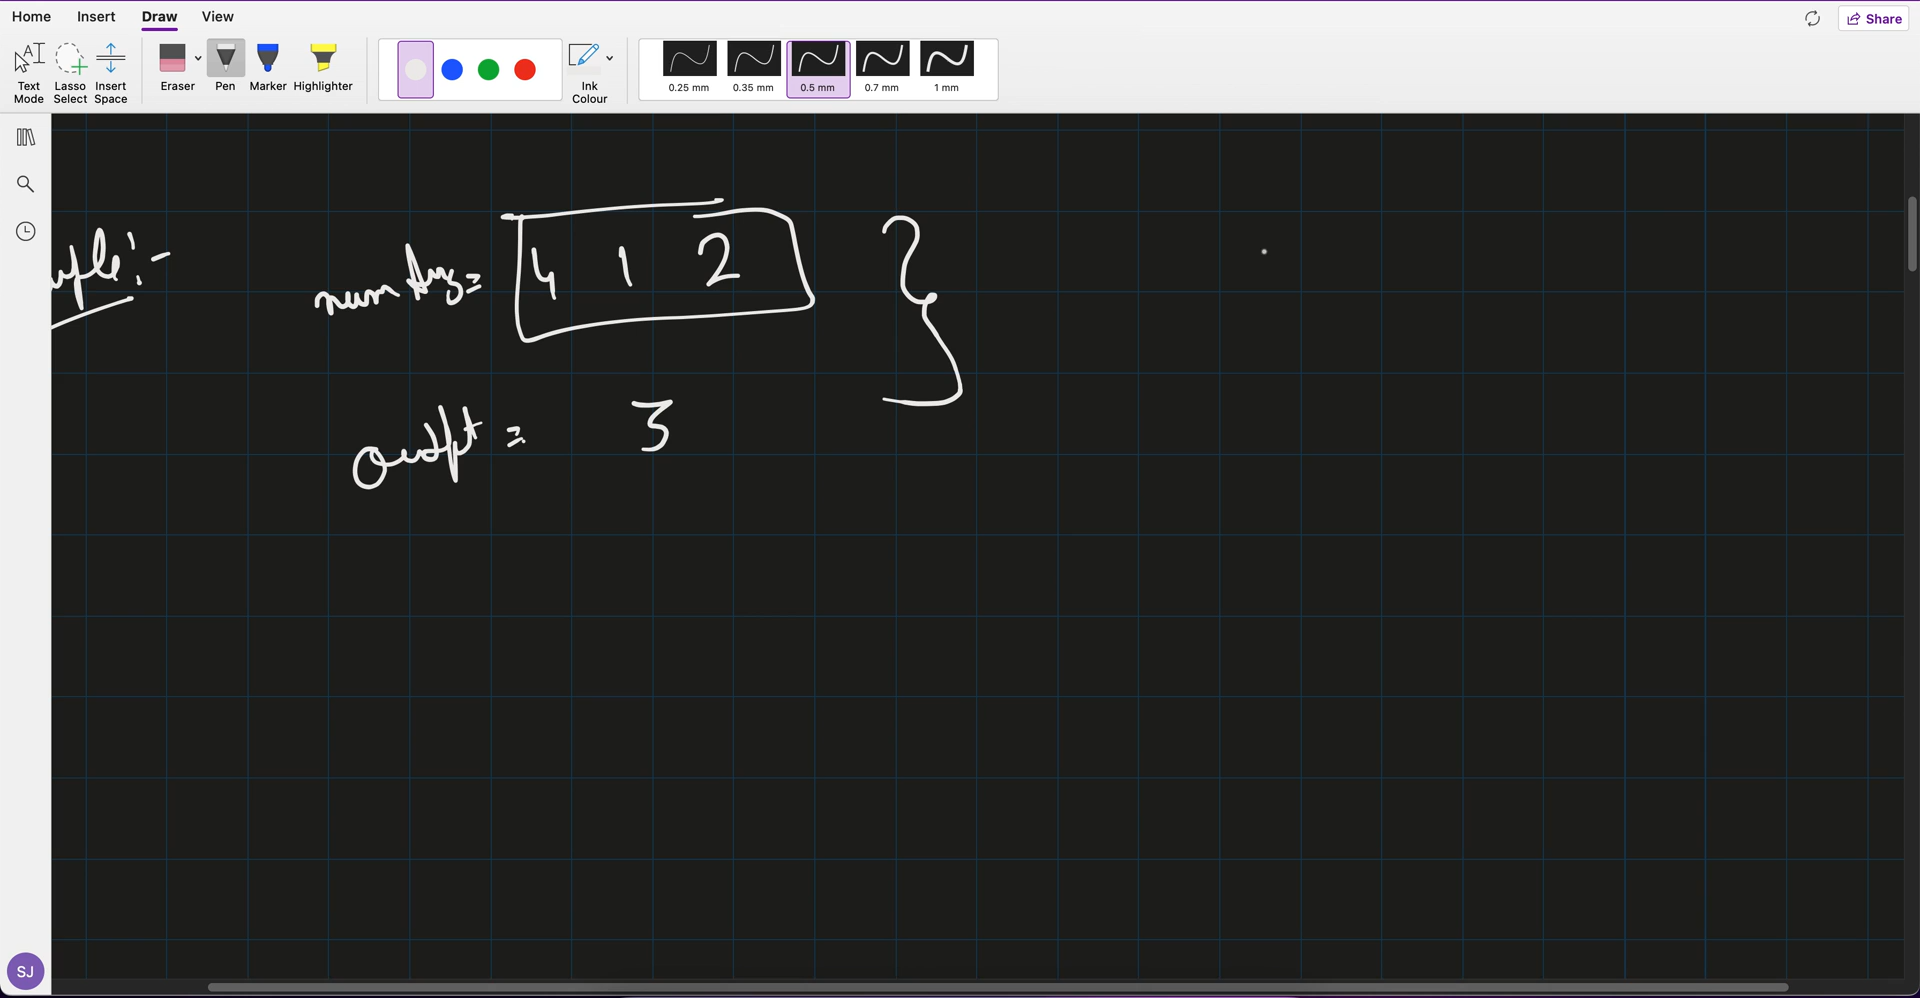 Home Insert Draw View
Share
Text Mode
Lasso Select
Insert Space
Eraser
Pen
Marker
Highlighter
Ink Colour
0.25 mm
0.35 mm
0.5 mm
0.7 mm
1 mm
:-
num = 4 1 2
output = 3
SJ